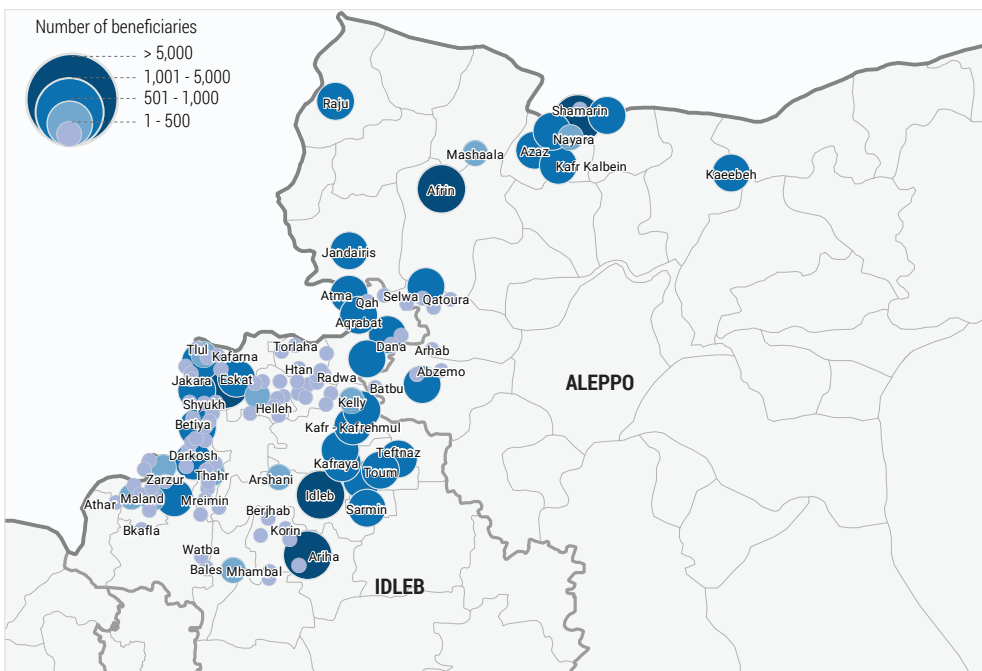 Number of beneficiaries
> 5,000
1,001 - 5,000
501 - 1,000
1 - 500
Raju
Shamarin
Nayara
Azaz
Mashaala
Kafr Kalbein
Kaeebeh
Afrin
Jandairis
Atma
Qah
Selwa
Qatoura
Aqrabat
Dana
Arhab
Abzemo
Batbu
Tlul
Kafarna
Torlaha
Htan
Radwa
Jakara
Eskat
Shyukh
Helleh
Kelly
Betiya
Kafr - Kafrehmul
Darkosh
Kafraya
Teftnaz
Toum
Zarzur
Thahr
Arshani
Idleb
Athar
Maland
Mreimin
Sarmin
Berjhab
Bkafla
Korin
Watba
Bales
Mhambal
Ariha
ALEPPO
IDLEB